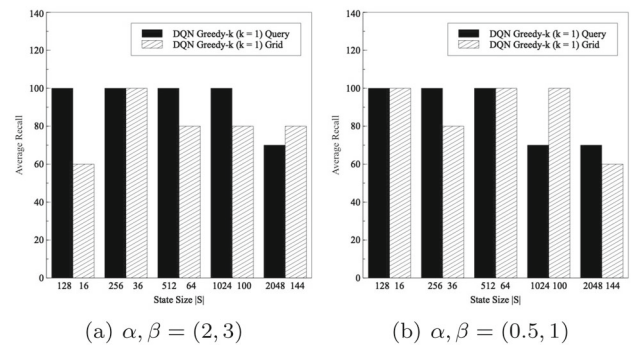 140
120
100
80
60
40
20
0
Average Recall
DQN Greedy-k (k = 1) Query
DQN Greedy-k (k = 1) Grid
128 16 256 36 512 64 1024 100 2048 144
State Size |S|
(a) α, β = (2, 3)
140
120
100
80
60
40
20
0
Average Recall
DQN Greedy-k (k = 1) Query
DQN Greedy-k (k = 1) Grid
128 16 256 36 512 64 1024 100 2048 144
State Size |S|
(b) α, β = (0.5, 1)